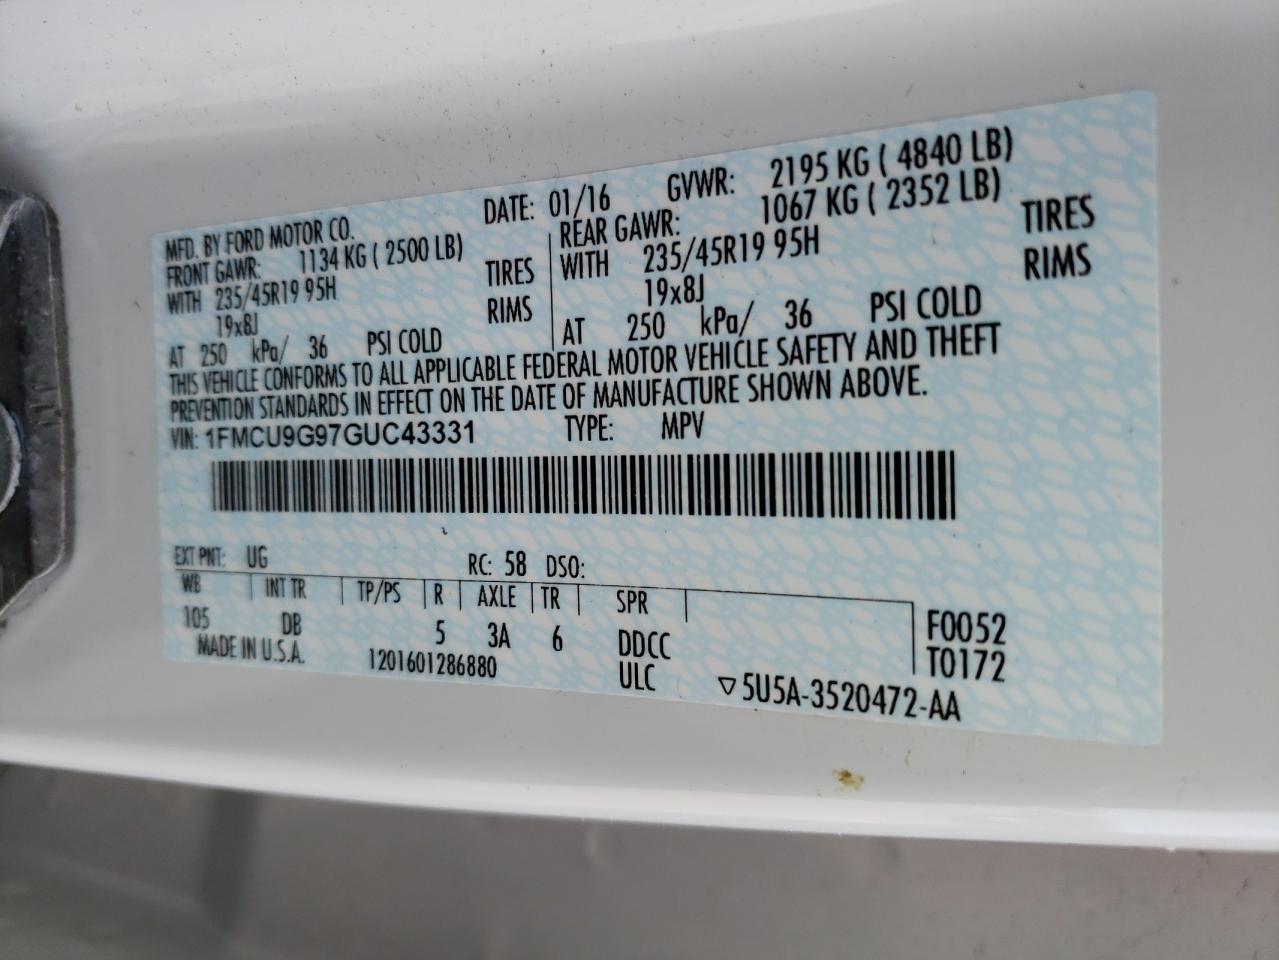 MFD. BY FORD MOTOR CO. DATE: 01/16 GVWR: 2195 KG ( 4840 LB)
FRONT GAWR: 1134 KG ( 2500 LB) REAR GAWR: 1067 KG ( 2352 LB)
WITH 235/45R19 95H TIRES WITH 235/45R19 95H TIRES
19x8J RIMS 19x8J RIMS
AT 250 kPa/ 36 PSI COLD AT 250 kPa/ 36 PSI COLD
THIS VEHICLE CONFORMS TO ALL APPLICABLE FEDERAL MOTOR VEHICLE SAFETY AND THEFT
PREVENTION STANDARDS IN EFFECT ON THE DATE OF MANUFACTURE SHOWN ABOVE.
VIN: 1FMCU9G97GUC43331 TYPE: MPV
EXT PNT: UG RC: 58 DSO:
WB INT TR TP/PS R AXLE TR SPR F0052
105 DB 5 3A 6 DDCC T0172
MADE IN U.S.A. 1201601286880 ULC ▽5U5A-3520472-AA